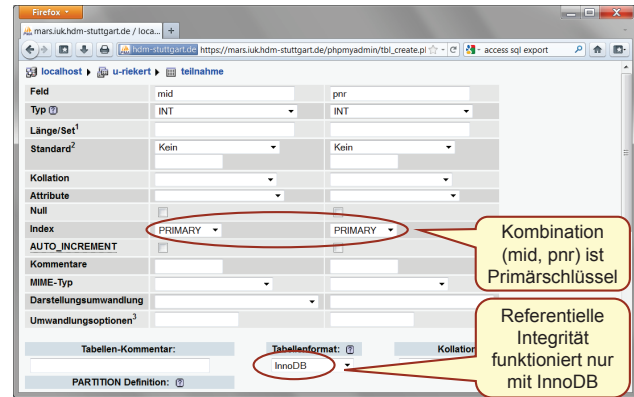 Firefox
mars.iuk.hdm-stuttgart.de / loca... +
hdm-stuttgart.de https://mars.iuk.hdm-stuttgart.de/phpmyadmin/tbl_create.pl access sql export
localhost u-riekert teilnahme
Feld mid pnr
Typ INT INT
Länge/Set1
Standard2 Kein Kein
Kollation
Attribute
Null
Index PRIMARY PRIMARY
AUTO_INCREMENT
Kommentare
MIME-Typ
Darstellungsumwandlung
Umwandlungsoptionen3
Kombination
(mid, pnr) ist
Primärschlüssel
Referentielle
Integrität
funktioniert nur
mit InnoDB
Tabellen-Kommentar: Tabellenformat: Kollation
InnoDB
PARTITION Definition: